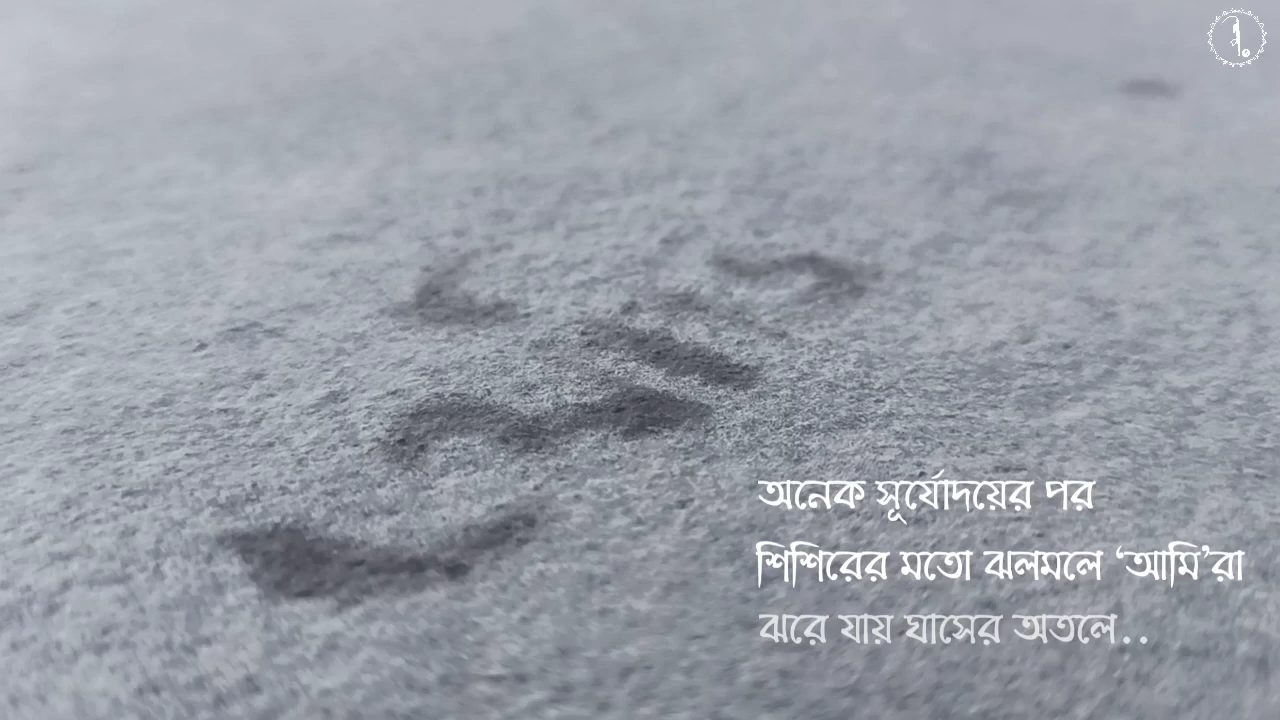 অনেক সূর্যোদয়ের পর
শিশিরের মতো ঝলমলে ‘আমি’রা
ঝরে যায় ঘাসের অতলে..